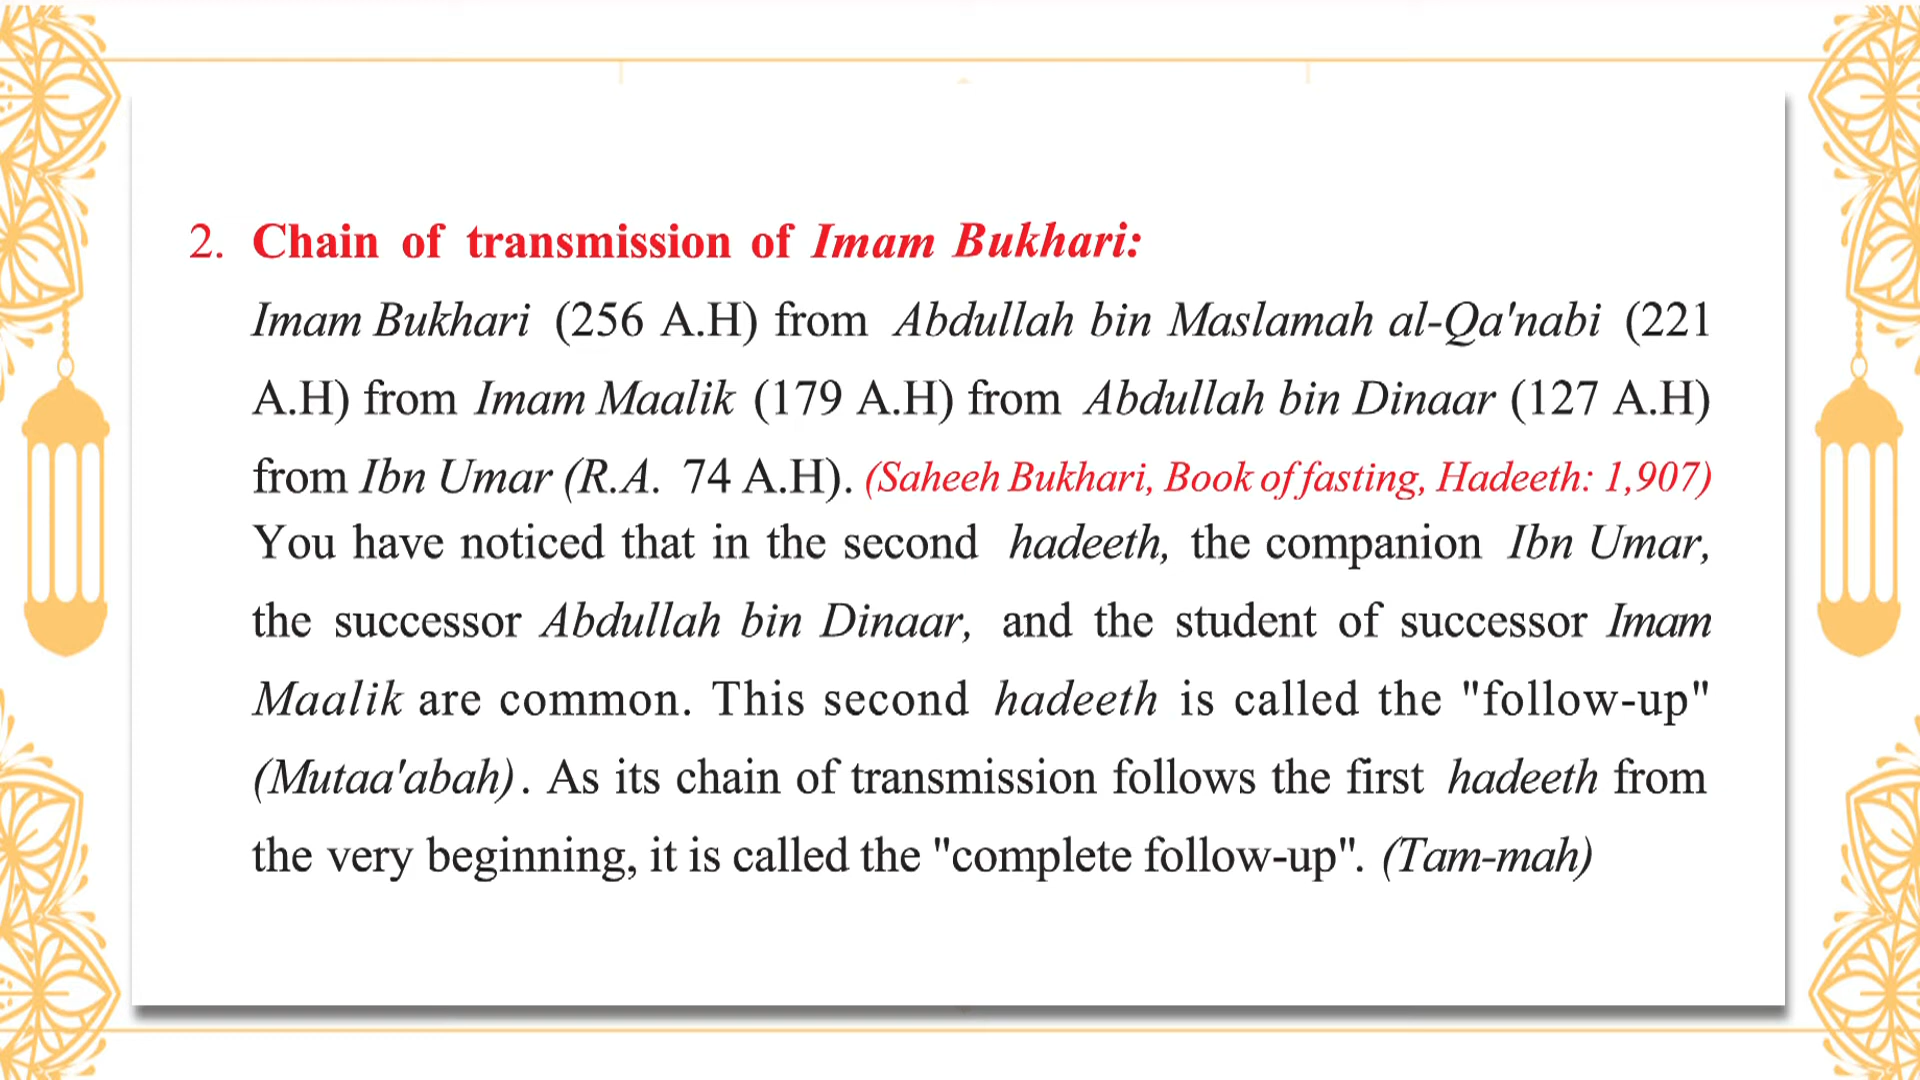 2. Chain of transmission of Imam Bukhari:
Imam Bukhari (256 A.H) from Abdullah bin Maslamah al-Qa'nabi (221
A.H) from Imam Maalik (179 A.H) from Abdullah bin Dinaar (127 A.H)
from Ibn Umar (R.A. 74 A.H). (Saheeh Bukhari, Book of fasting, Hadeeth: 1,907)
You have noticed that in the second hadeeth, the companion Ibn Umar,
the successor Abdullah bin Dinaar, and the student of successor Imam
Maalik are common. This second hadeeth is called the "follow-up"
(Mutaa'abah). As its chain of transmission follows the first hadeeth from
the very beginning, it is called the "complete follow-up". (Tam-mah)